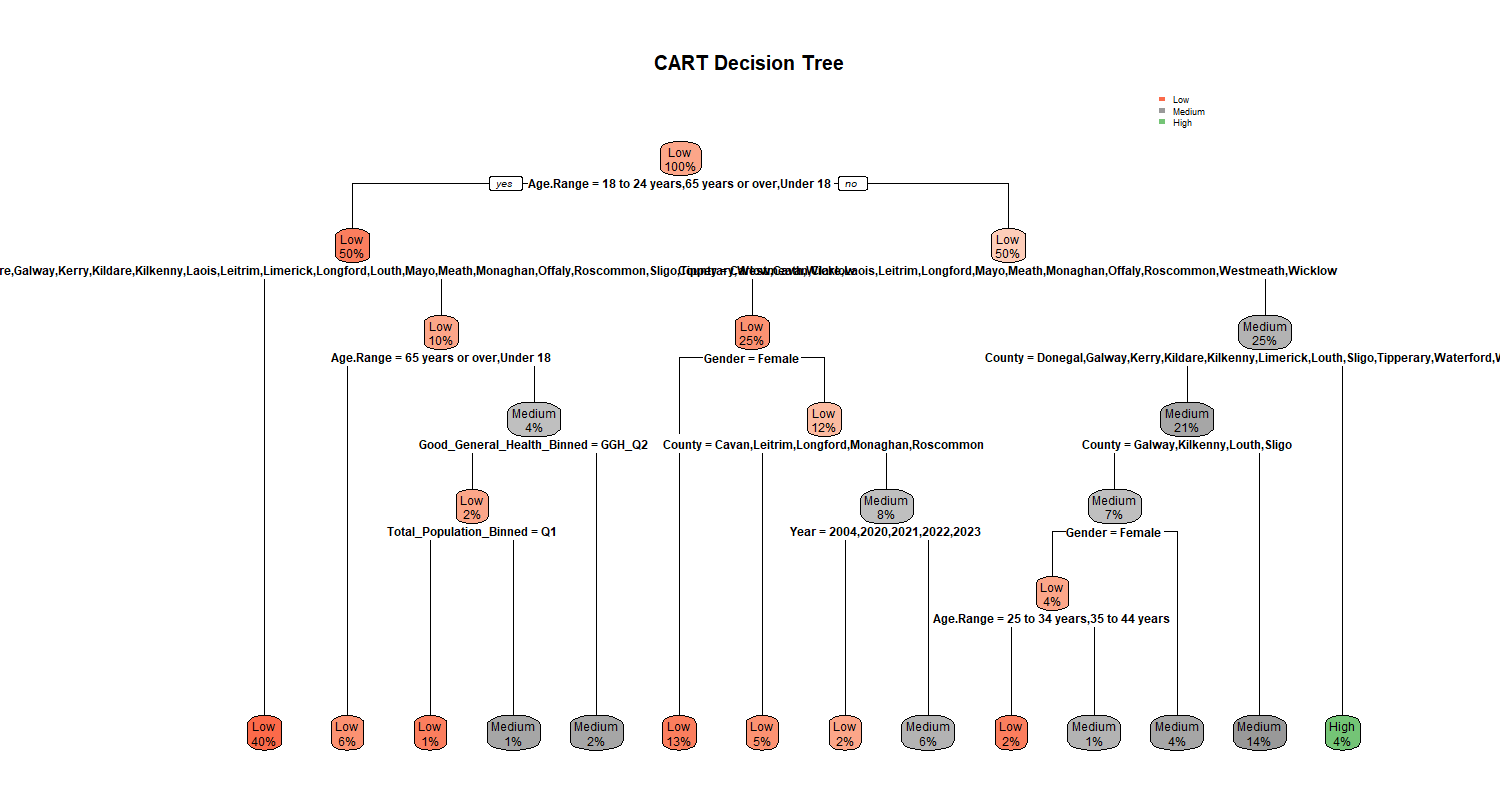 CART Decision Tree
Low
Medium
High
Low
100%
yes
Age.Range = 18 to 24 years,65 years or over,Under 18
no
Low
50%
Low
50%
re,Galway,Kerry,Kildare,Kilkenny,Laois,Leitrim,Limerick,Longford,Louth,Mayo,Meath,Monaghan,Offaly,Roscommon,Sligo,Tipperary,Westmeath,Wicklow
County = Carlow,Cavan,Clare,Laois,Leitrim,Longford,Mayo,Meath,Monaghan,Offaly,Roscommon,Westmeath,Wicklow
Low
10%
Low
25%
Medium
25%
Age.Range = 65 years or over,Under 18
Gender = Female
County = Donegal,Galway,Kerry,Kildare,Kilkenny,Limerick,Louth,Sligo,Tipperary,Waterford,W
Medium
4%
Low
12%
Medium
21%
Good_General_Health_Binned = GGH_Q2
County = Cavan,Leitrim,Longford,Monaghan,Roscommon
County = Galway,Kilkenny,Louth,Sligo
Low
2%
Medium
8%
Medium
7%
Total_Population_Binned = Q1
Year = 2004,2020,2021,2022,2023
Gender = Female
Low
4%
Age.Range = 25 to 34 years,35 to 44 years
Low
40%
Low
6%
Low
1%
Medium
1%
Medium
2%
Low
13%
Low
5%
Low
2%
Medium
6%
Low
2%
Medium
1%
Medium
4%
Medium
14%
High
4%